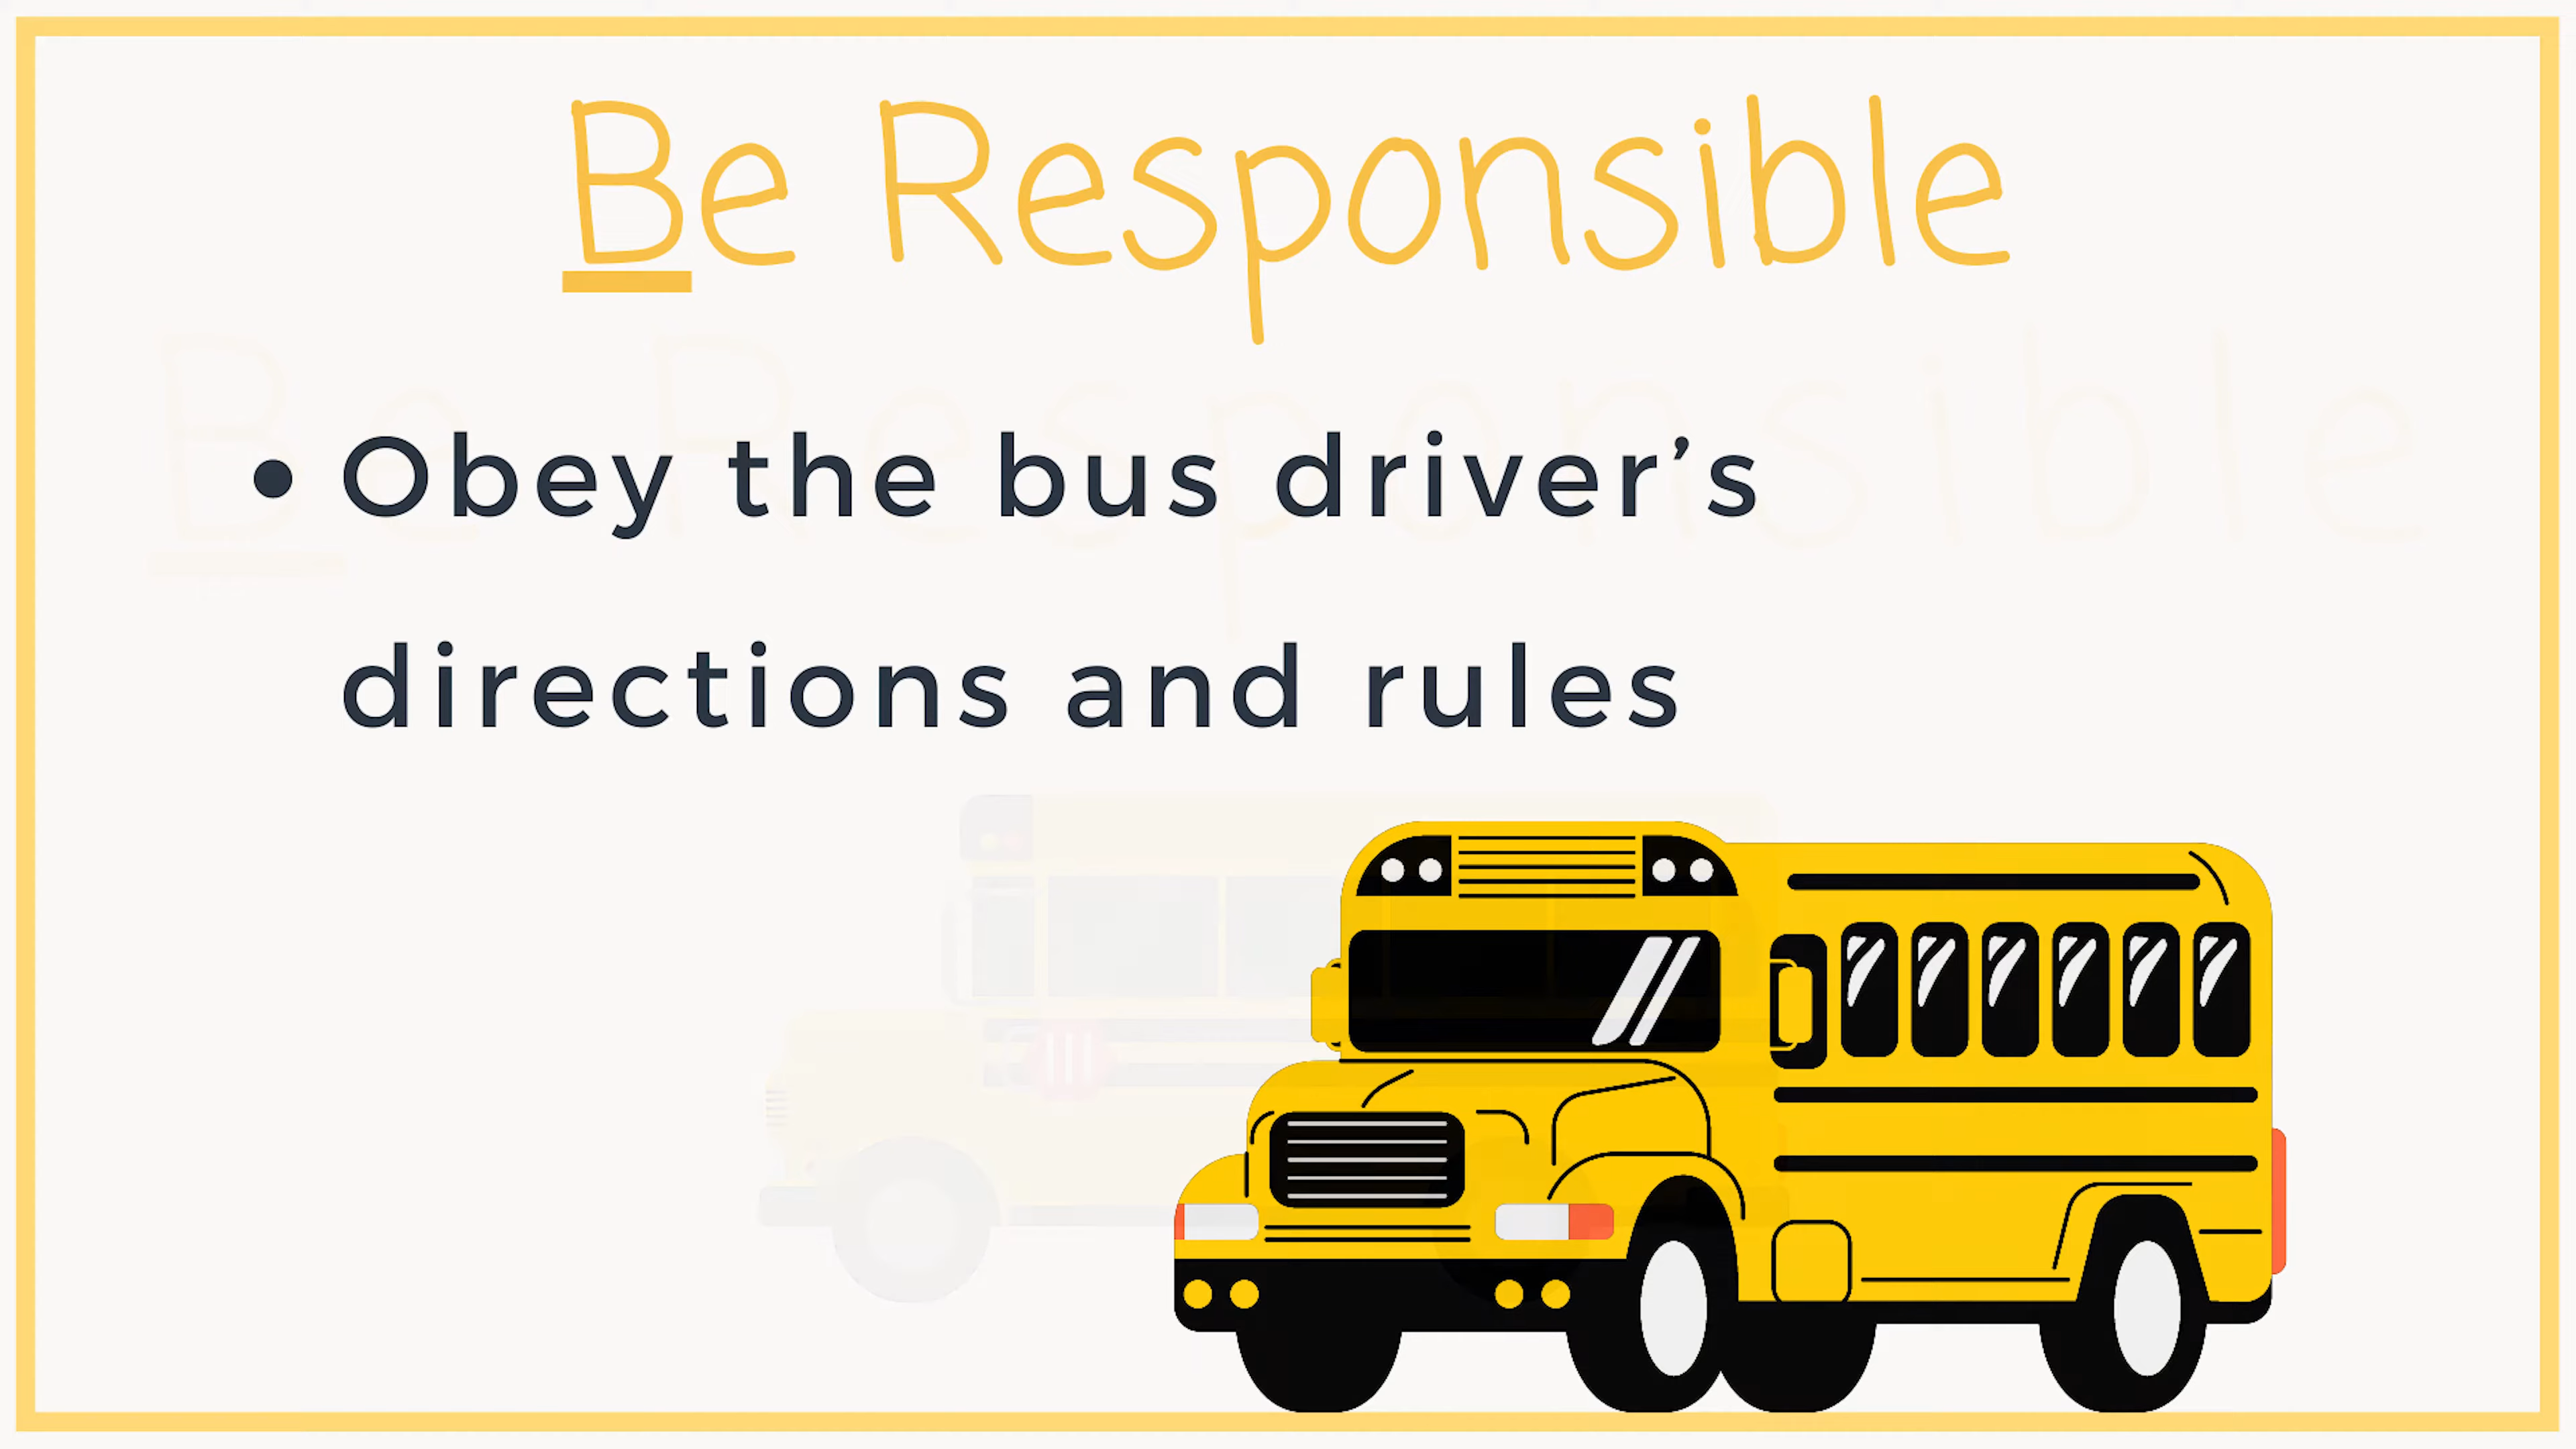 Be Responsible
• Obey the bus driver’s
directions and rules